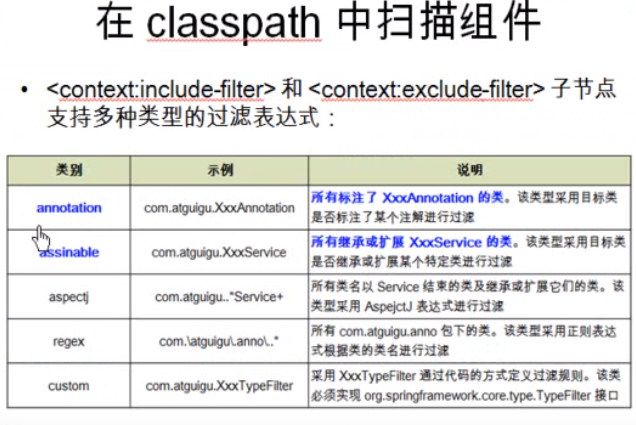 在 classpath 中扫描组件
• <context:include-filter> 和 <context:exclude-filter> 子节点
支持多种类型的过滤表达式：
类别 示例 说明
annotation com.atguigu.XxxAnnotation 所有标注了 XxxAnnotation 的类。该类型采用目标类
是否标注了某个注解进行过滤
assinable com.atguigu.XxxService 所有继承或扩展 XxxService 的类。该类型采用目标类
是否继承或扩展某个特定类进行过滤
aspectj com.atguigu..*Service+ 所有类名以 Service 结束的类及继承或扩展它们的类。该
类型采用 AspejctJ 表达式进行过滤
regex com.\atguigu\.anno\..* 所有 com.atguigu.anno 包下的类。该类型采用正则表达
式根据类的类名进行过滤
custom com.atguigu.XxxTypeFilter 采用 XxxTypeFilter 通过代码的方式定义过滤规则。该类
必须实现 org.springframework.core.type.TypeFilter 接口